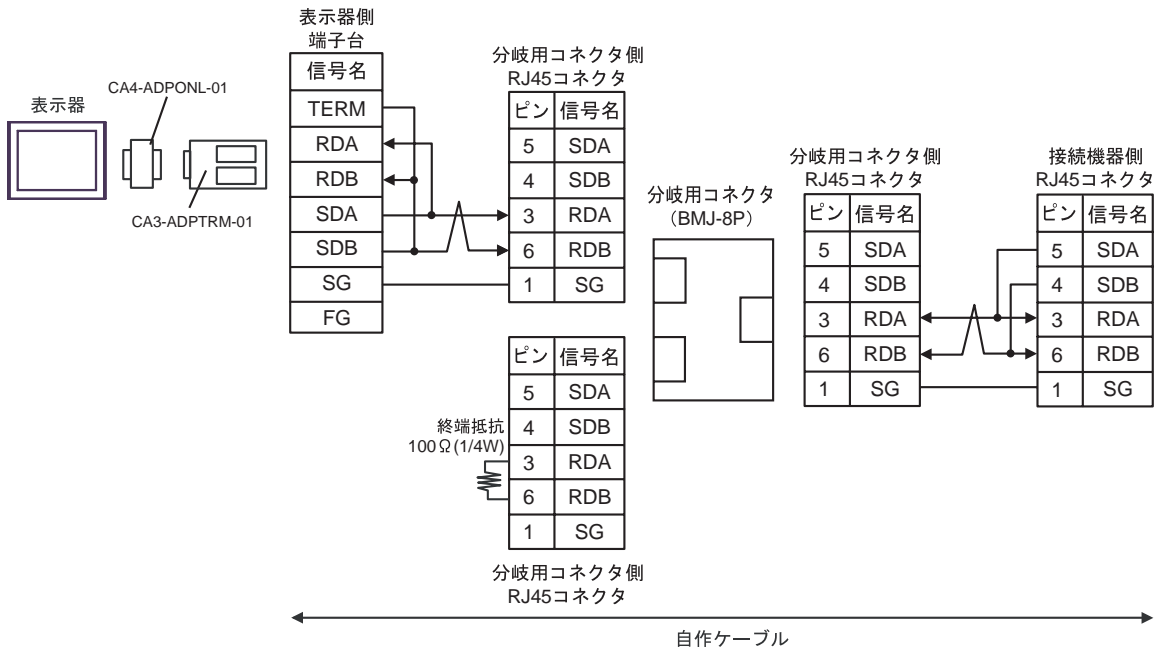 表示器
CA4-ADPONL-01
CA3-ADPTRM-01
表示器側
端子台
信号名
TERM
RDA
RDB
SDA
SDB
SG
FG
分岐用コネクタ側
RJ45コネクタ
ピン 信号名
5 SDA
4 SDB
3 RDA
6 RDB
1 SG
終端抵抗
100Ω(1/4W)
ピン 信号名
5 SDA
4 SDB
3 RDA
6 RDB
1 SG
分岐用コネクタ側
RJ45コネクタ
分岐用コネクタ
(BMJ-8P)
分岐用コネクタ側
RJ45コネクタ
ピン 信号名
5 SDA
4 SDB
3 RDA
6 RDB
1 SG
接続機器側
RJ45コネクタ
ピン 信号名
5 SDA
4 SDB
3 RDA
6 RDB
1 SG
自作ケーブル